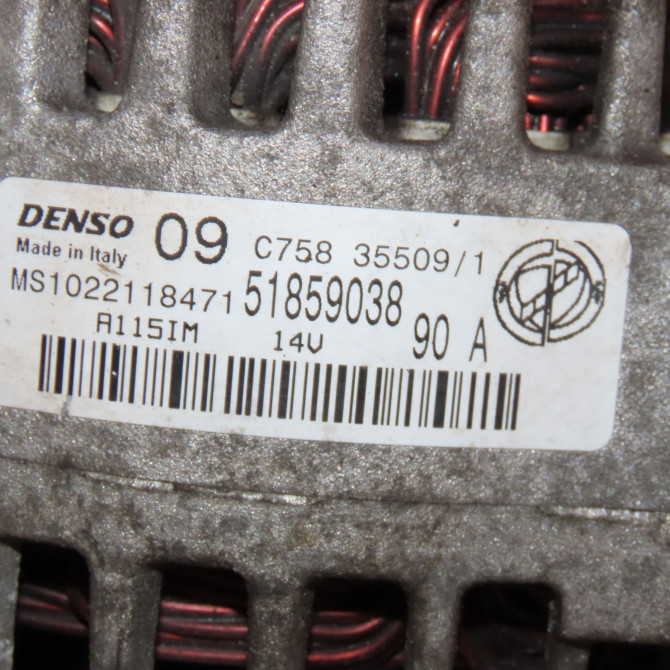 DENSO 09 C758 35509/1
Made in Italy
MS1022118471 51859038
A115IM 14V 90 A